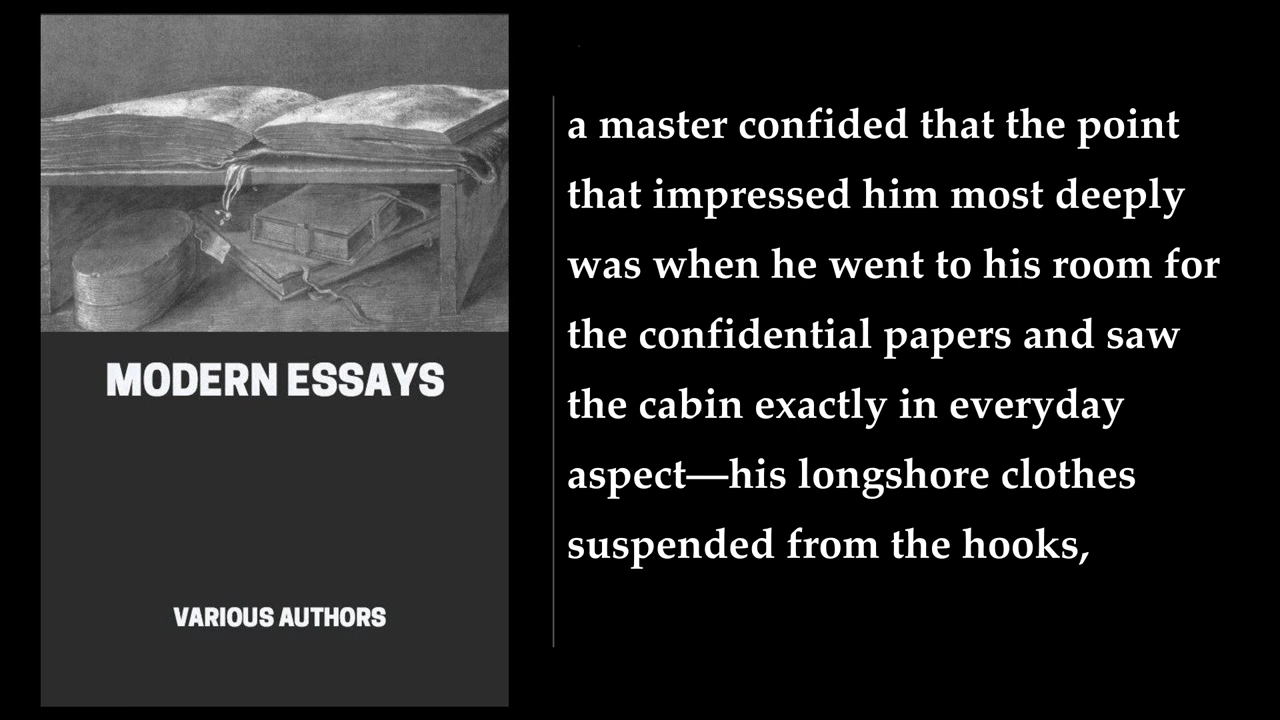 MODERN ESSAYS
VARIOUS AUTHORS
a master confided that the point
that impressed him most deeply
was when he went to his room for
the confidential papers and saw
the cabin exactly in everyday
aspect—his longshore clothes
suspended from the hooks,